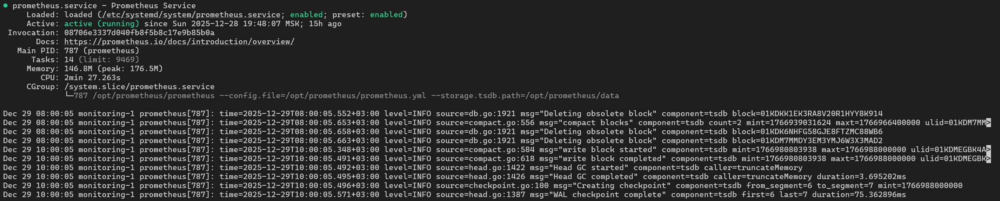 ● prometheus.service - Prometheus Service
Loaded: loaded (/etc/systemd/system/prometheus.service; enabled; preset: enabled)
Active: active (running) since Sun 2025-12-28 19:48:07 MSK; 15h ago
Invocation: 08706e3337d040fb8f5b8c17e9b85b0a
Docs: https://prometheus.io/docs/introduction/overview/
Main PID: 787 (prometheus)
Tasks: 14 (limit: 9469)
Memory: 146.8M (peak: 176.5M)
CPU: 2min 27.263s
CGroup: /system.slice/prometheus.service
└─787 /opt/prometheus/prometheus --config.file=/opt/prometheus/prometheus.yml --storage.tsdb.path=/opt/prometheus/data
Dec 29 08:00:05 monitoring-1 prometheus[787]: time=2025-12-29T08:00:05.552+03:00 level=INFO source=db.go:1921 msg="Deleting obsolete block" component=tsdb block=01KDKK1EK3RA8V20R1HYY8K914
Dec 29 08:00:05 monitoring-1 prometheus[787]: time=2025-12-29T08:00:05.653+03:00 level=INFO source=compact.go:556 msg="compact blocks" component=tsdb count=2 mint=1766939031624 maxt=1766966400000 ulid=01KDM7MM>
Dec 29 08:00:05 monitoring-1 prometheus[787]: time=2025-12-29T08:00:05.658+03:00 level=INFO source=db.go:1921 msg="Deleting obsolete block" component=tsdb block=01KDK6NHFG58GJE8FTZMC88WB6
Dec 29 08:00:05 monitoring-1 prometheus[787]: time=2025-12-29T08:00:05.663+03:00 level=INFO source=db.go:1921 msg="Deleting obsolete block" component=tsdb block=01KDM7MMDY3EM3YMJ6W3X3MAD2
Dec 29 10:00:05 monitoring-1 prometheus[787]: time=2025-12-29T10:00:05.348+03:00 level=INFO source=compact.go:584 msg="write block started" component=tsdb mint=1766980803938 maxt=1766988000000 ulid=01KDMEGBK4A>
Dec 29 10:00:05 monitoring-1 prometheus[787]: time=2025-12-29T10:00:05.491+03:00 level=INFO source=compact.go:618 msg="write block completed" component=tsdb mint=1766980803938 maxt=1766988000000 ulid=01KDMEGBK>
Dec 29 10:00:05 monitoring-1 prometheus[787]: time=2025-12-29T10:00:05.492+03:00 level=INFO source=head.go:1422 msg="Head GC started" component=tsdb caller=truncateMemory
Dec 29 10:00:05 monitoring-1 prometheus[787]: time=2025-12-29T10:00:05.495+03:00 level=INFO source=head.go:1426 msg="Head GC completed" component=tsdb caller=truncateMemory duration=3.695202ms
Dec 29 10:00:05 monitoring-1 prometheus[787]: time=2025-12-29T10:00:05.496+03:00 level=INFO source=checkpoint.go:100 msg="Creating checkpoint" component=tsdb from_segment=6 to_segment=7 mint=1766988000000
Dec 29 10:00:05 monitoring-1 prometheus[787]: time=2025-12-29T10:00:05.571+03:00 level=INFO source=head.go:1387 msg="WAL checkpoint complete" component=tsdb first=6 last=7 duration=75.362896ms